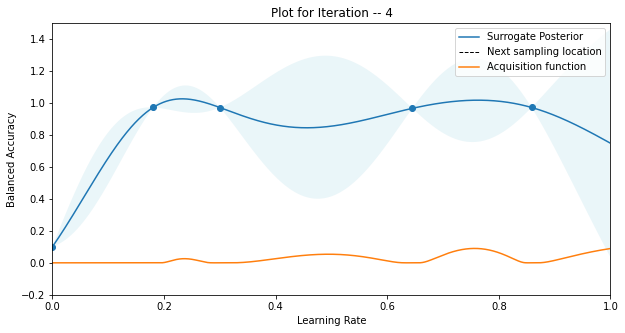 Plot for Iteration -- 4
Surrogate Posterior
Next sampling location
Acquisition function
Balanced Accuracy
1.4
1.2
1.0
0.8
0.6
0.4
0.2
0.0
−0.2
0.0 0.2 0.4 0.6 0.8 1.0
Learning Rate